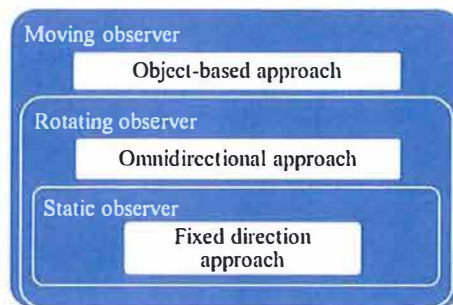 Moving observer
Object-based approach
Rotating observer
Omnidirectional approach
Static observer
Fixed direction
approach